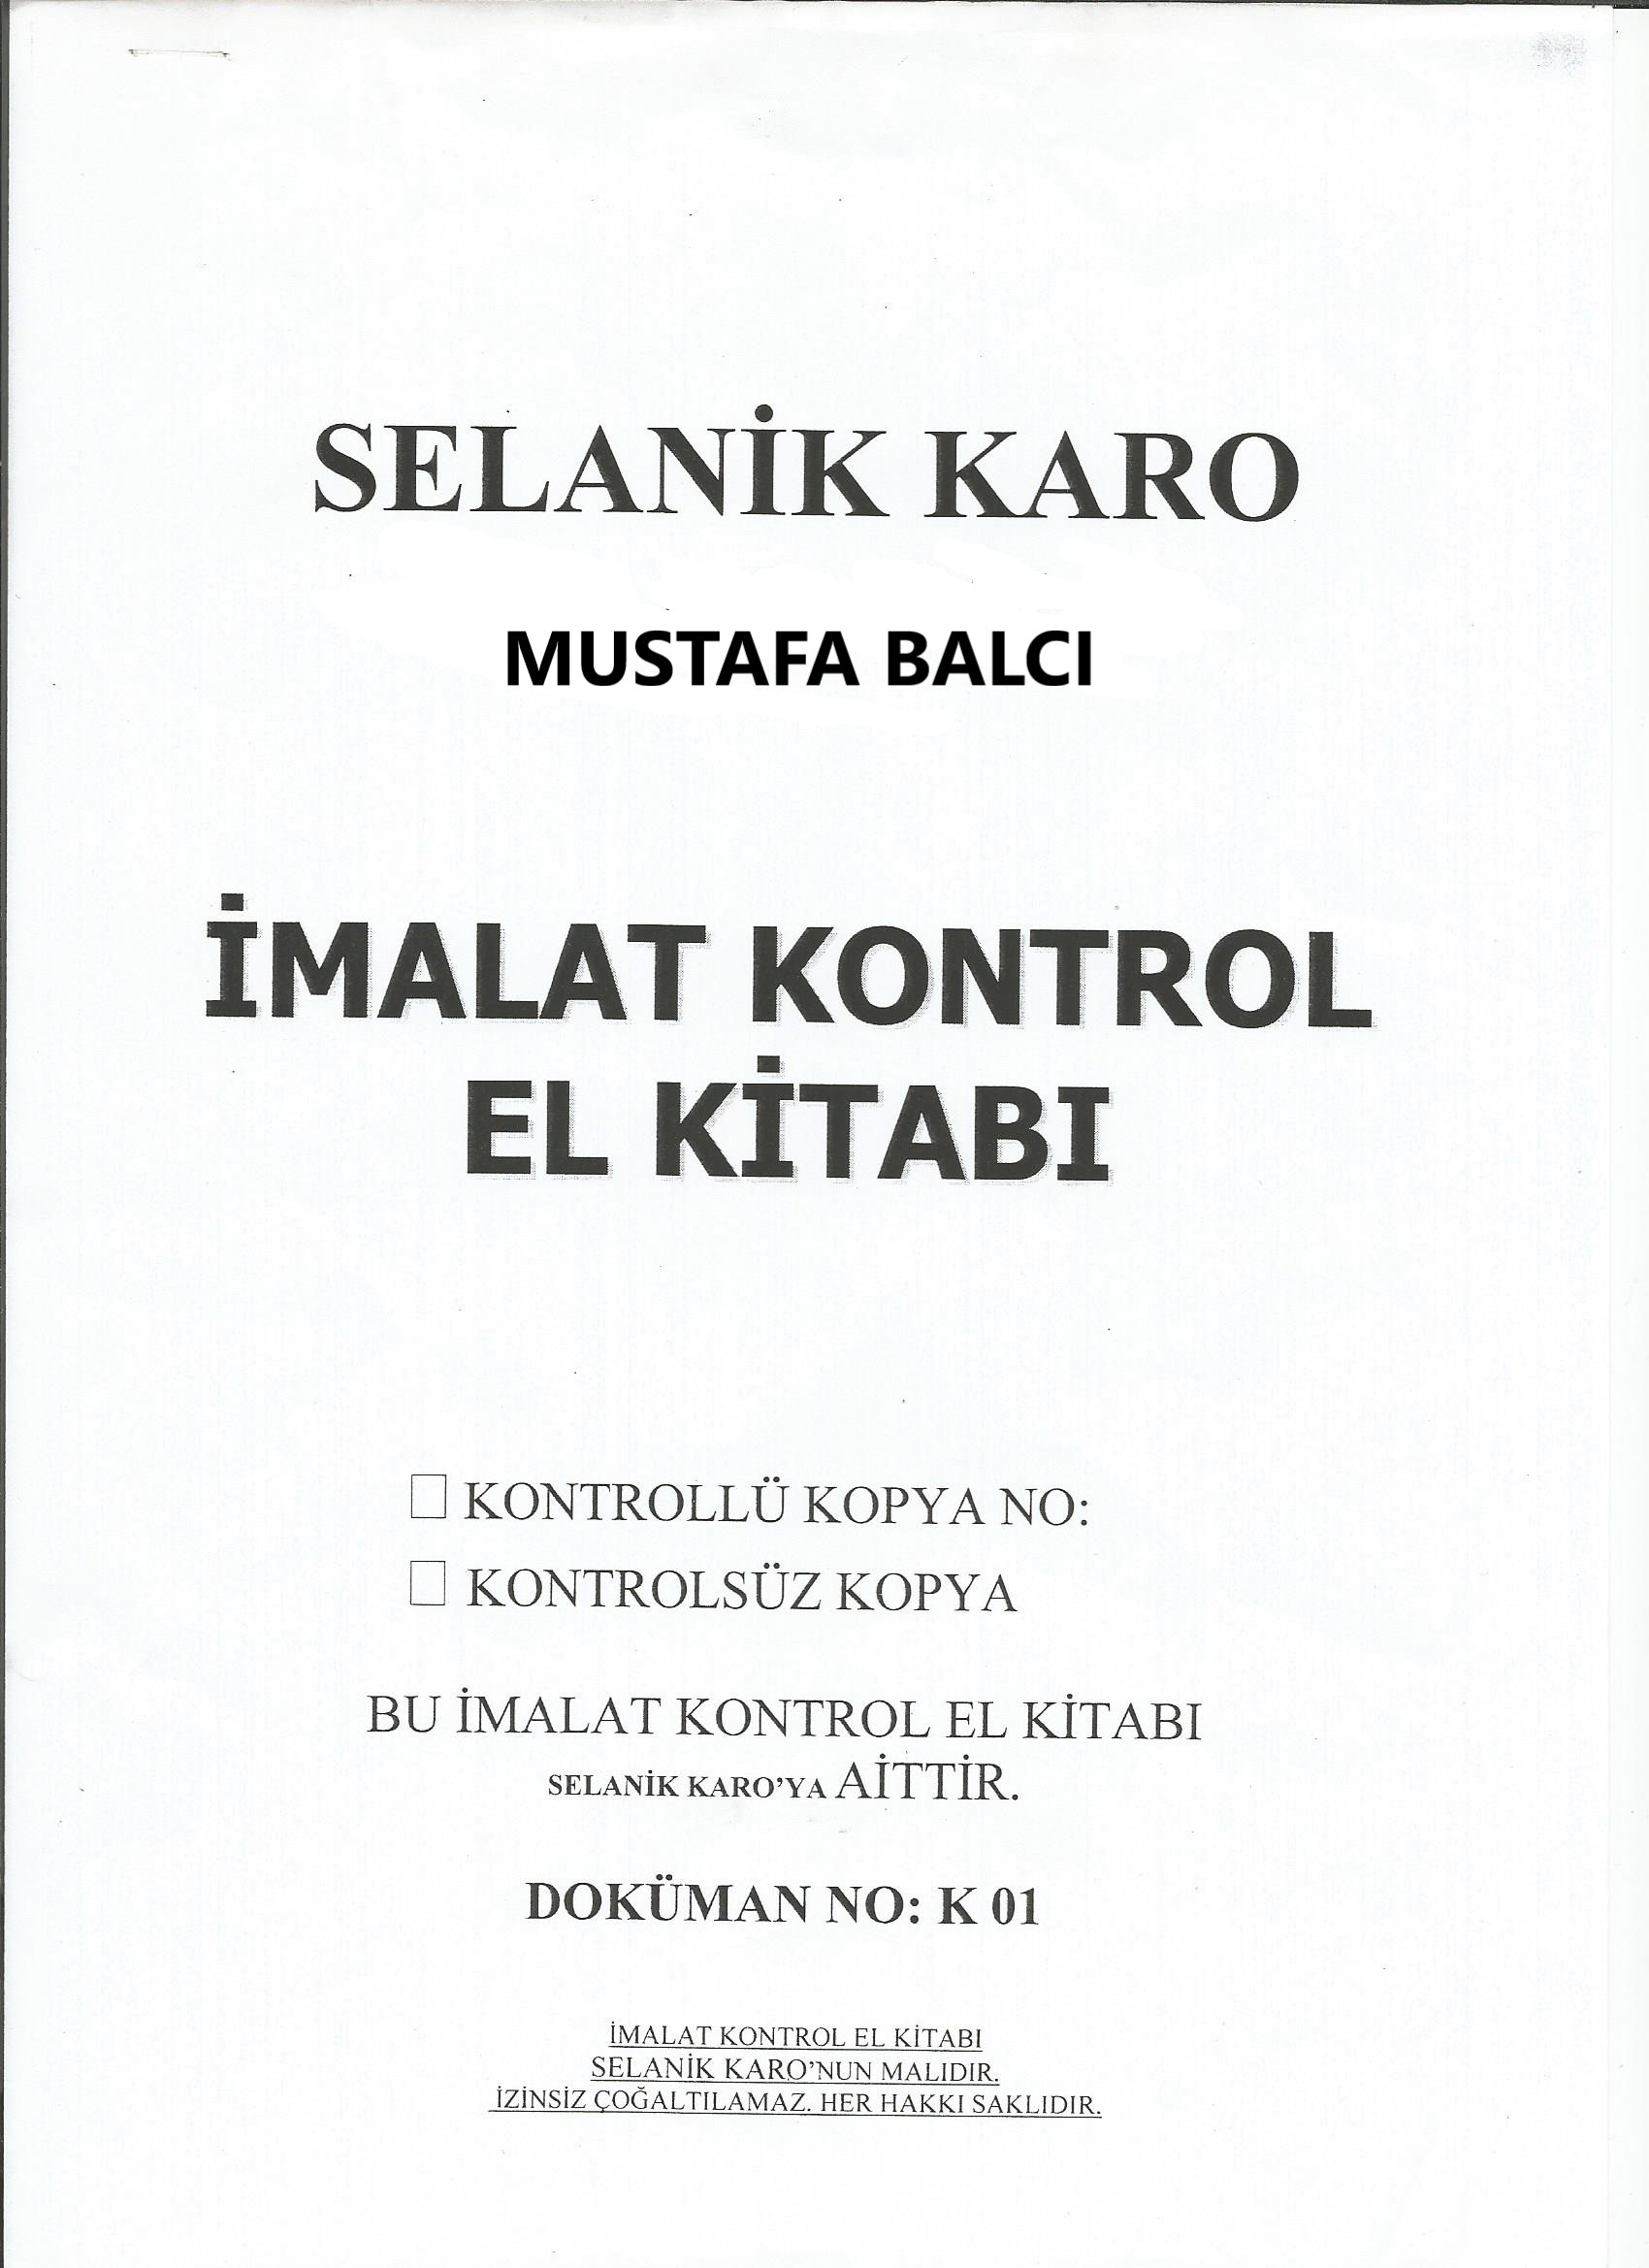 SELANİK KARO
MUSTAFA BALCI
İMALAT KONTROL
EL KİTABI
KONTROLLÜ KOPYA NO:
KONTROLSÜZ KOPYA
BU İMALAT KONTROL EL KİTABI
SELANİK KARO'YA AİTTİR.
DOKÜMAN NO: K 01
İMALAT KONTROL EL KİTABI
SELANİK KARO'NUN MALIDIR.
İZİNSİZ ÇOĞALTILAMAZ. HER HAKKI SAKLIDIR.